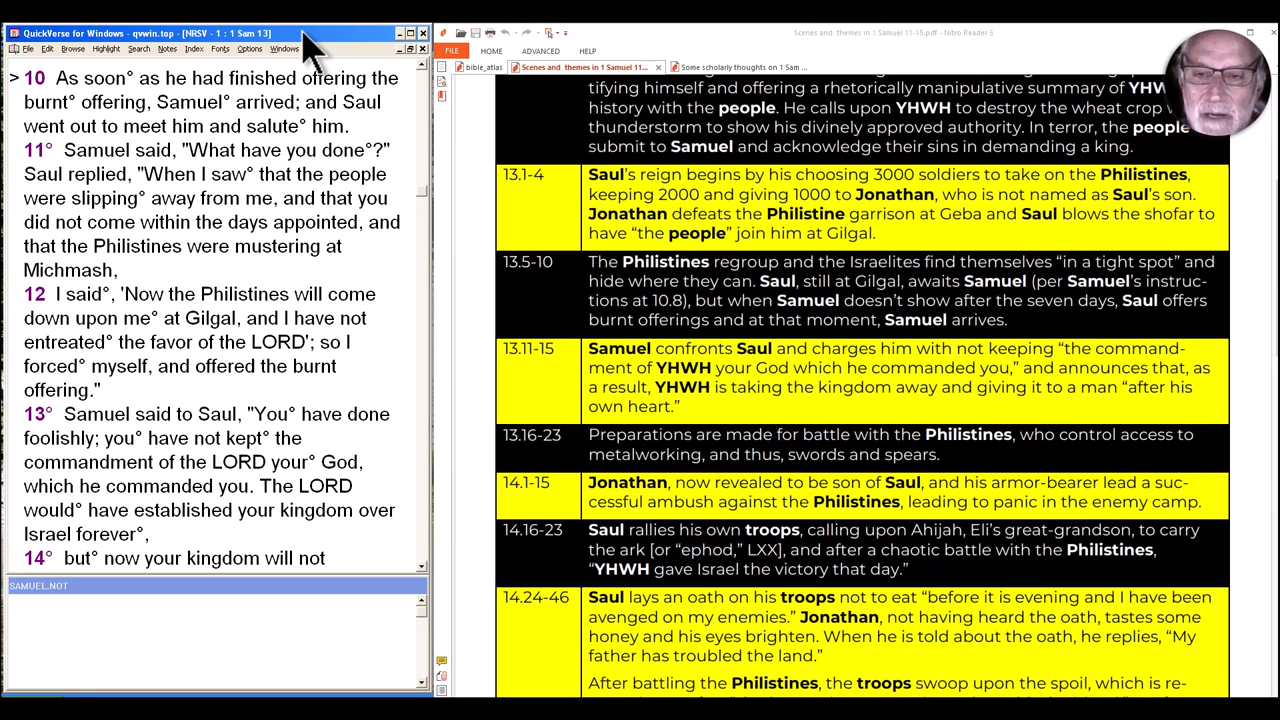 QuickVerse for Windows - qvwin.top - [NRSV - 1 : 1 Sam 13]
File Edit Browse Highlight Search Notes Index Fonts Options Windows
> 10 As soon° as he had finished offering the
burnt° offering, Samuel° arrived; and Saul
went out to meet him and salute° him.
11° Samuel said, "What have you done°?"
Saul replied, "When I saw° that the people
were slipping° away from me, and that you
did not come within the days appointed, and
that the Philistines were mustering at
Michmash,
12 I said°, 'Now the Philistines will come
down upon me° at Gilgal, and I have not
entreated° the favor of the LORD'; so I
forced° myself, and offered the burnt
offering."
13° Samuel said to Saul, "You° have done
foolishly; you° have not kept° the
commandment of the LORD your° God,
which he commanded you. The LORD
would° have established your kingdom over
Israel forever°,
14° but° now your kingdom will not
SAMUEL.NOT
Scenes and themes in 1 Samuel 11-15.pdf - Nitro Reader 5
FILE HOME ADVANCED HELP
bible_atlas Scenes and themes in 1 Samuel 11... Some scholarly thoughts on 1 Sam ...
tifying himself and offering a rhetorically manipulative summary of
history with the people. He calls upon YHWH to destroy the wheat crop
thunderstorm to show his divinely approved authority. In terror, the people
submit to Samuel and acknowledge their sins in demanding a king.
13.1-4 Saul's reign begins by his choosing 3000 soldiers to take on the Philistines,
keeping 2000 and giving 1000 to Jonathan, who is not named as Saul's son.
Jonathan defeats the Philistine garrison at Geba and Saul blows the shofar to
have “the people” join him at Gilgal.
13.5-10 The Philistines regroup and the Israelites find themselves “in a tight spot” and
hide where they can. Saul, still at Gilgal, awaits Samuel (per Samuel's instruc-
tions at 10.8), but when Samuel doesn't show after the seven days, Saul offers
burnt offerings and at that moment, Samuel arrives.
13.11-15 Samuel confronts Saul and charges him with not keeping “the command-
ment of YHWH your God which he commanded you,” and announces that, as
a result, YHWH is taking the kingdom away and giving it to a man “after his
own heart.”
13.16-23 Preparations are made for battle with the Philistines, who control access to
metalworking, and thus, swords and spears.
14.1-15 Jonathan, now revealed to be son of Saul, and his armor-bearer lead a suc-
cessful ambush against the Philistines, leading to panic in the enemy camp.
14.16-23 Saul rallies his own troops, calling upon Ahijah, Eli's great-grandson, to carry
the ark [or “ephod,” LXX], and after a chaotic battle with the Philistines,
“YHWH gave Israel the victory that day.”
14.24-46 Saul lays an oath on his troops not to eat “before it is evening and I have been
avenged on my enemies.” Jonathan, not having heard the oath, tastes some
honey and his eyes brighten. When he is told about the oath, he replies, “My
father has troubled the land.”
After battling the Philistines, the troops swoop upon the spoil, which is re-